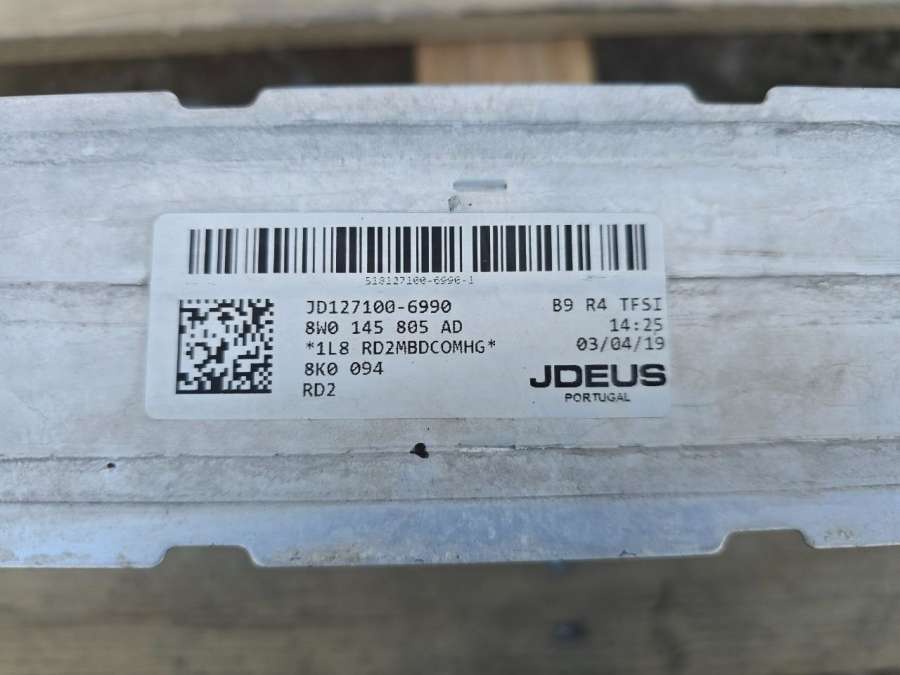 518127100-6990-1
JD127100-6990
8W0 145 805 AD
*1L8 RD2MBDCOMHG*
8K0 094
RD2
B9 R4 TFSI
14:25
03/04/19
JDEUS
PORTUGAL